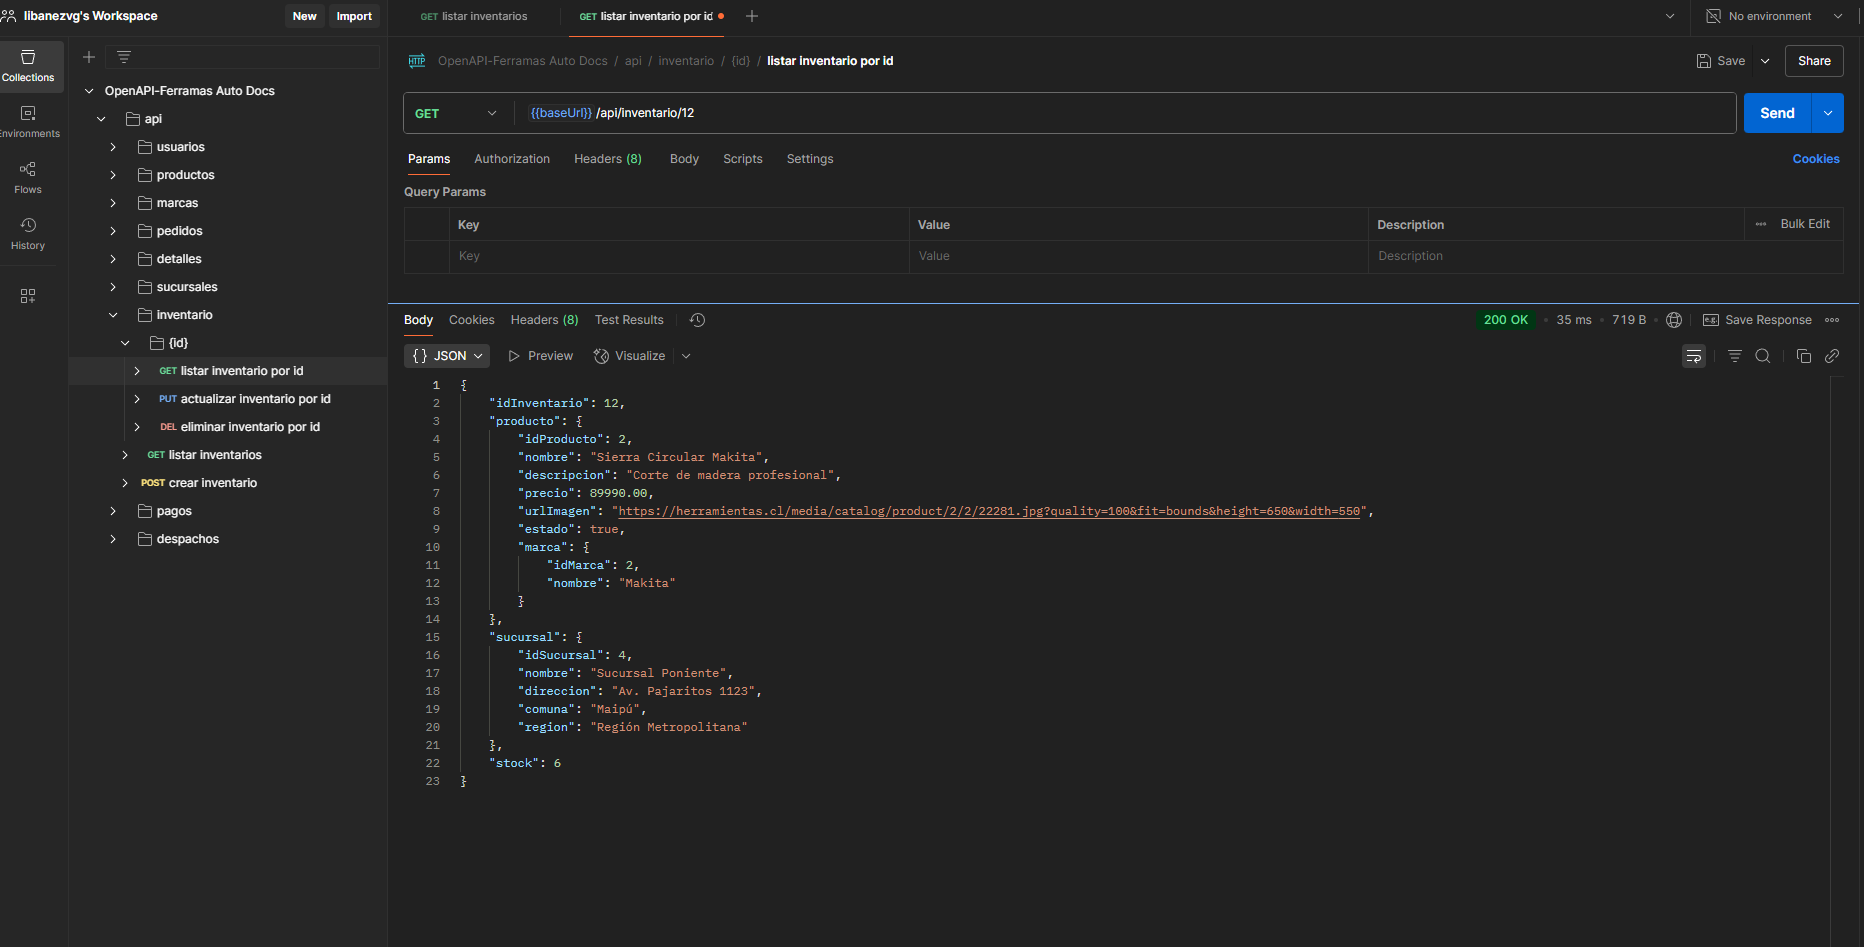 libanezvg's Workspace
New
Import
GET listar inventarios
GET listar inventario por id
No environment
Collections
Environments
Flows
History
OpenAPI-Ferramas Auto Docs
api
usuarios
productos
marcas
pedidos
detalles
sucursales
inventario
{id}
GET listar inventario por id
PUT actualizar inventario por id
DEL eliminar inventario por id
GET listar inventarios
POST crear inventario
pagos
despachos
HTTP OpenAPI-Ferramas Auto Docs / api / inventario / {id} / listar inventario por id
Save
Share
GET
{{baseUrl}} /api/inventario/12
Send
Params Authorization Headers (8) Body Scripts Settings
Cookies
Query Params
Key Value Description Bulk Edit
Key Value Description
Body Cookies Headers (8) Test Results
200 OK • 35 ms • 719 B • e.g. Save Response
{} JSON Preview Visualize
1 {
2 "idInventario": 12,
3 "producto": {
4 "idProducto": 2,
5 "nombre": "Sierra Circular Makita",
6 "descripcion": "Corte de madera profesional",
7 "precio": 89990.00,
8 "urlImagen": "https://herramientas.cl/media/catalog/product/2/2/22281.jpg?quality=100&fit=bounds&height=650&width=550",
9 "estado": true,
10 "marca": {
11 "idMarca": 2,
12 "nombre": "Makita"
13 }
14 },
15 "sucursal": {
16 "idSucursal": 4,
17 "nombre": "Sucursal Poniente",
18 "direccion": "Av. Pajaritos 1123",
19 "comuna": "Maipú",
20 "region": "Región Metropolitana"
21 },
22 "stock": 6
23 }